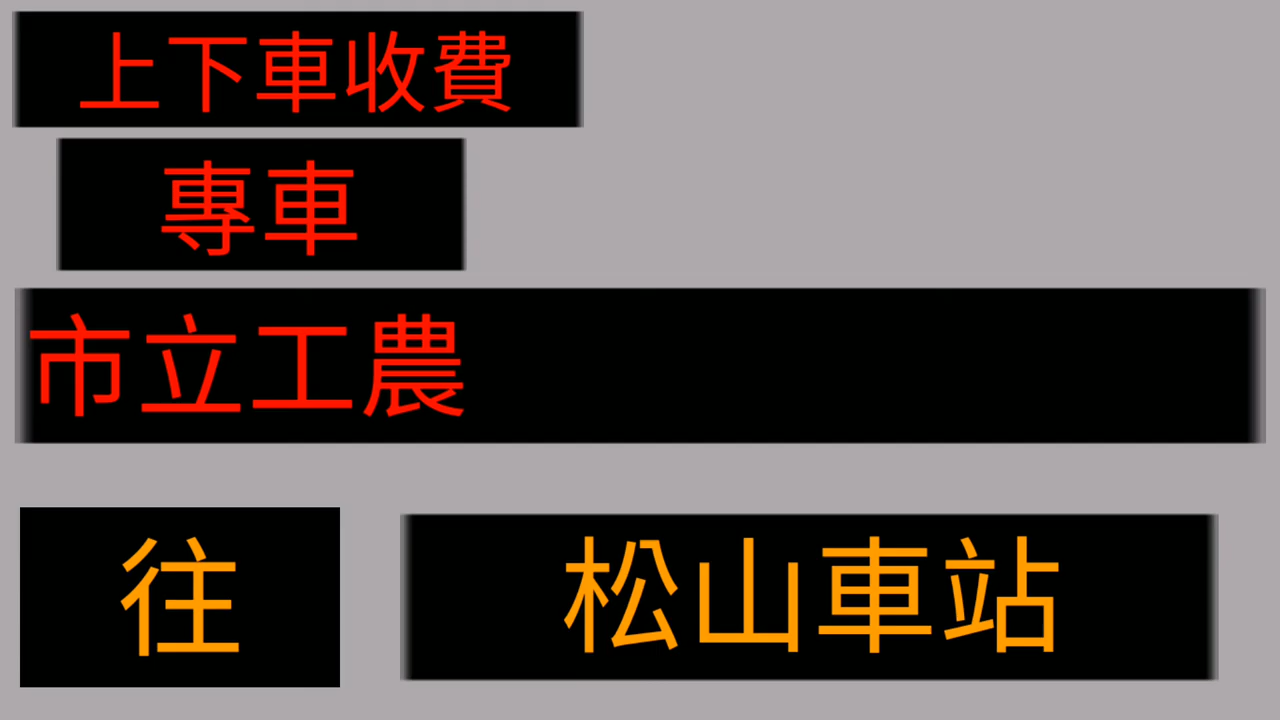 上下車收費
專車
市立工農
往 松山車站